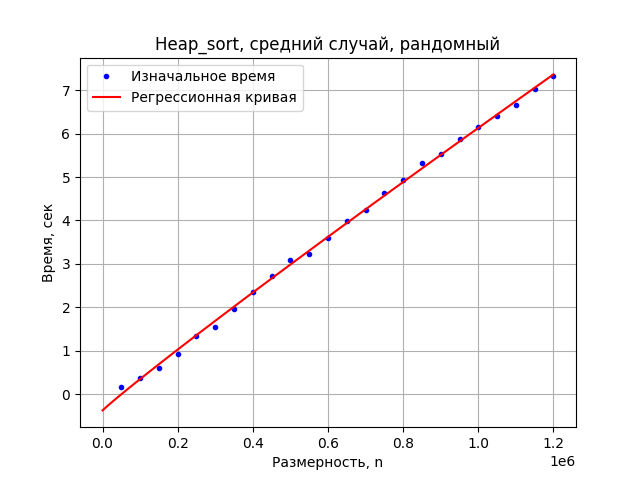 Heap_sort, средний случай, рандомный
Изначальное время
Регрессионная кривая
Время, сек
7
6
5
4
3
2
1
0
0.0 0.2 0.4 0.6 0.8 1.0 1.2
1e6
Размерность, n